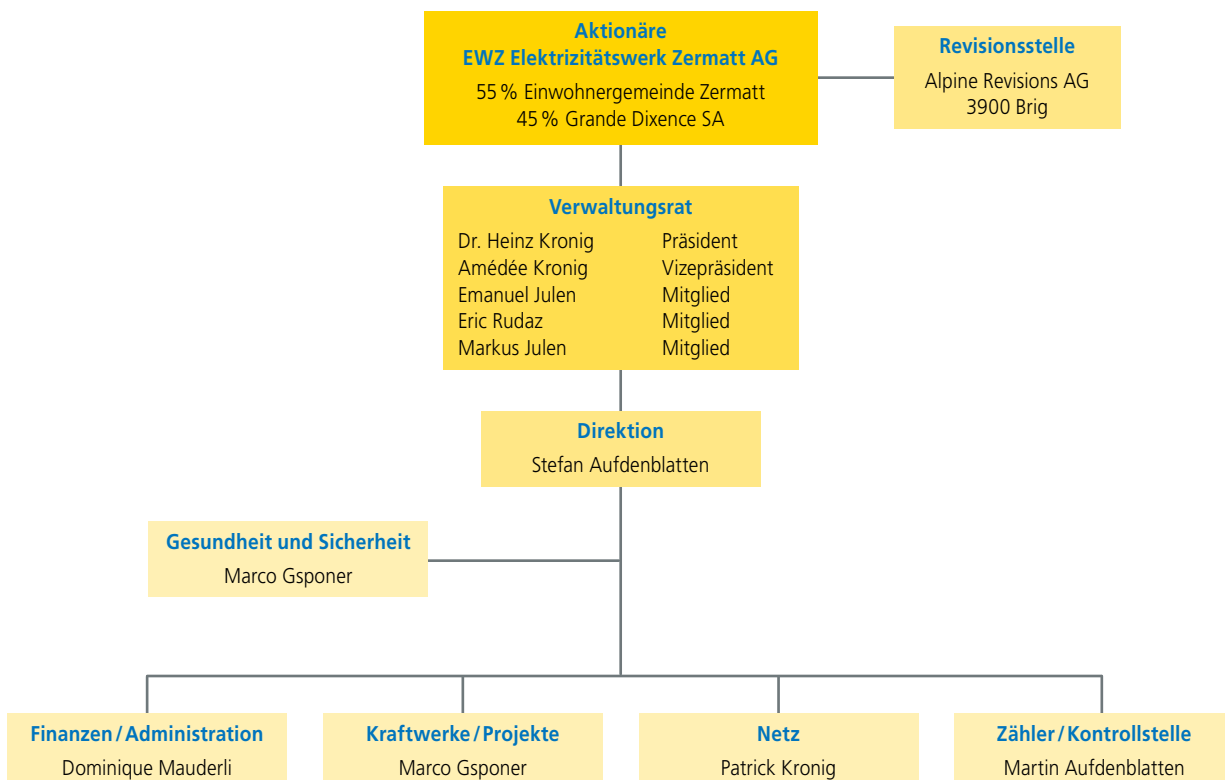 Aktionäre
EWZ Elektrizitätswerk Zermatt AG
55 % Einwohnergemeinde Zermatt
45 % Grande Dixence SA
Revisionsstelle
Alpine Revisions AG
3900 Brig
Verwaltungsrat
Dr. Heinz Kronig Präsident
Amédée Kronig Vizepräsident
Emanuel Julen Mitglied
Eric Rudaz Mitglied
Markus Julen Mitglied
Direktion
Stefan Aufdenblatten
Gesundheit und Sicherheit
Marco Gsponer
Finanzen / Administration
Dominique Mauderli
Kraftwerke / Projekte
Marco Gsponer
Netz
Patrick Kronig
Zähler / Kontrollstelle
Martin Aufdenblatten